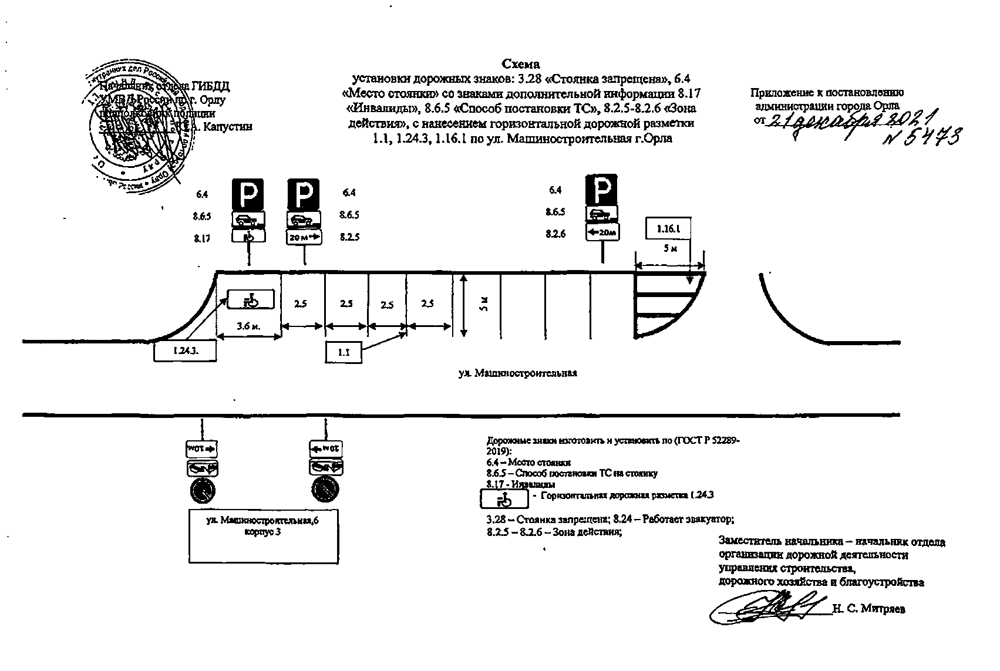 Схема
установки дорожных знаков: 3.28 «Стоянка запрещена», 6.4
«Место стоянки» со знаками дополнительной информации 8.17
«Инвалиды», 8.6.5 «Способ постановки ТС», 8.2.5-8.2.6 «Зона
действия», с нанесением горизонтальной дорожной разметки
1.1, 1.24.3, 1.16.1 по ул. Машиностроительная г.Орла
Начальник отдела ГИБДД
УМВД России по г. Орлу
подполковник полиции
А. Капустин
Приложение к постановлению
администрации города Орла
от 21 декабря 2021
N 5473
6.4
8.6.5
8.17
P
P
20 м
6.4
8.6.5
8.2.5
6.4
8.6.5
8.2.6
P
20м
1.16.1
5 м
2.5
2.5
2.5
2.5
5 м
3.6 м.
1.24.3.
1.1
ул. Машиностроительная
10м
10м
ул. Машиностроительная,6
корпус 3
Дорожные знаки изготовить и установить по (ГОСТ Р 52289-
2019):
6.4 – Место стоянки
8.6.5 – Способ постановки ТС на стоянку
8.17 - Инвалиды
- Горизонтальная дорожная разметка 1.24.3
3.28 – Стоянка запрещена; 8.24 – Работает эвакуатор;
8.2.5 – 8.2.6 – Зона действия;
Заместитель начальника – начальник отдела
организации дорожной деятельности
управления строительства,
дорожного хозяйства и благоустройства
Н. С. Митряев